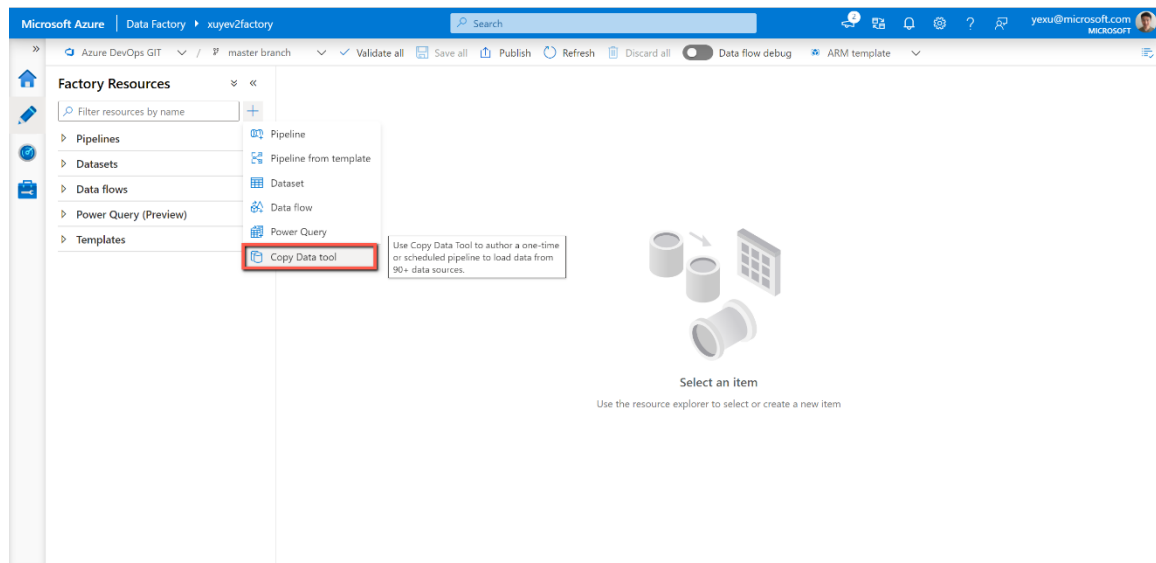 Microsoft Azure | Data Factory ▸ xuyev2factory
Search
2
?
yexu@microsoft.com
MICROSOFT
»
Azure DevOps GIT / master branch
Validate all
Save all
Publish
Refresh
Discard all
Data flow debug
ARM template
Factory Resources
«
Filter resources by name
+
Pipelines
Datasets
Data flows
Power Query (Preview)
Templates
Pipeline
Pipeline from template
Dataset
Data flow
Power Query
Copy Data tool
Use Copy Data Tool to author a one-time
or scheduled pipeline to load data from
90+ data sources.
Select an item
Use the resource explorer to select or create a new item